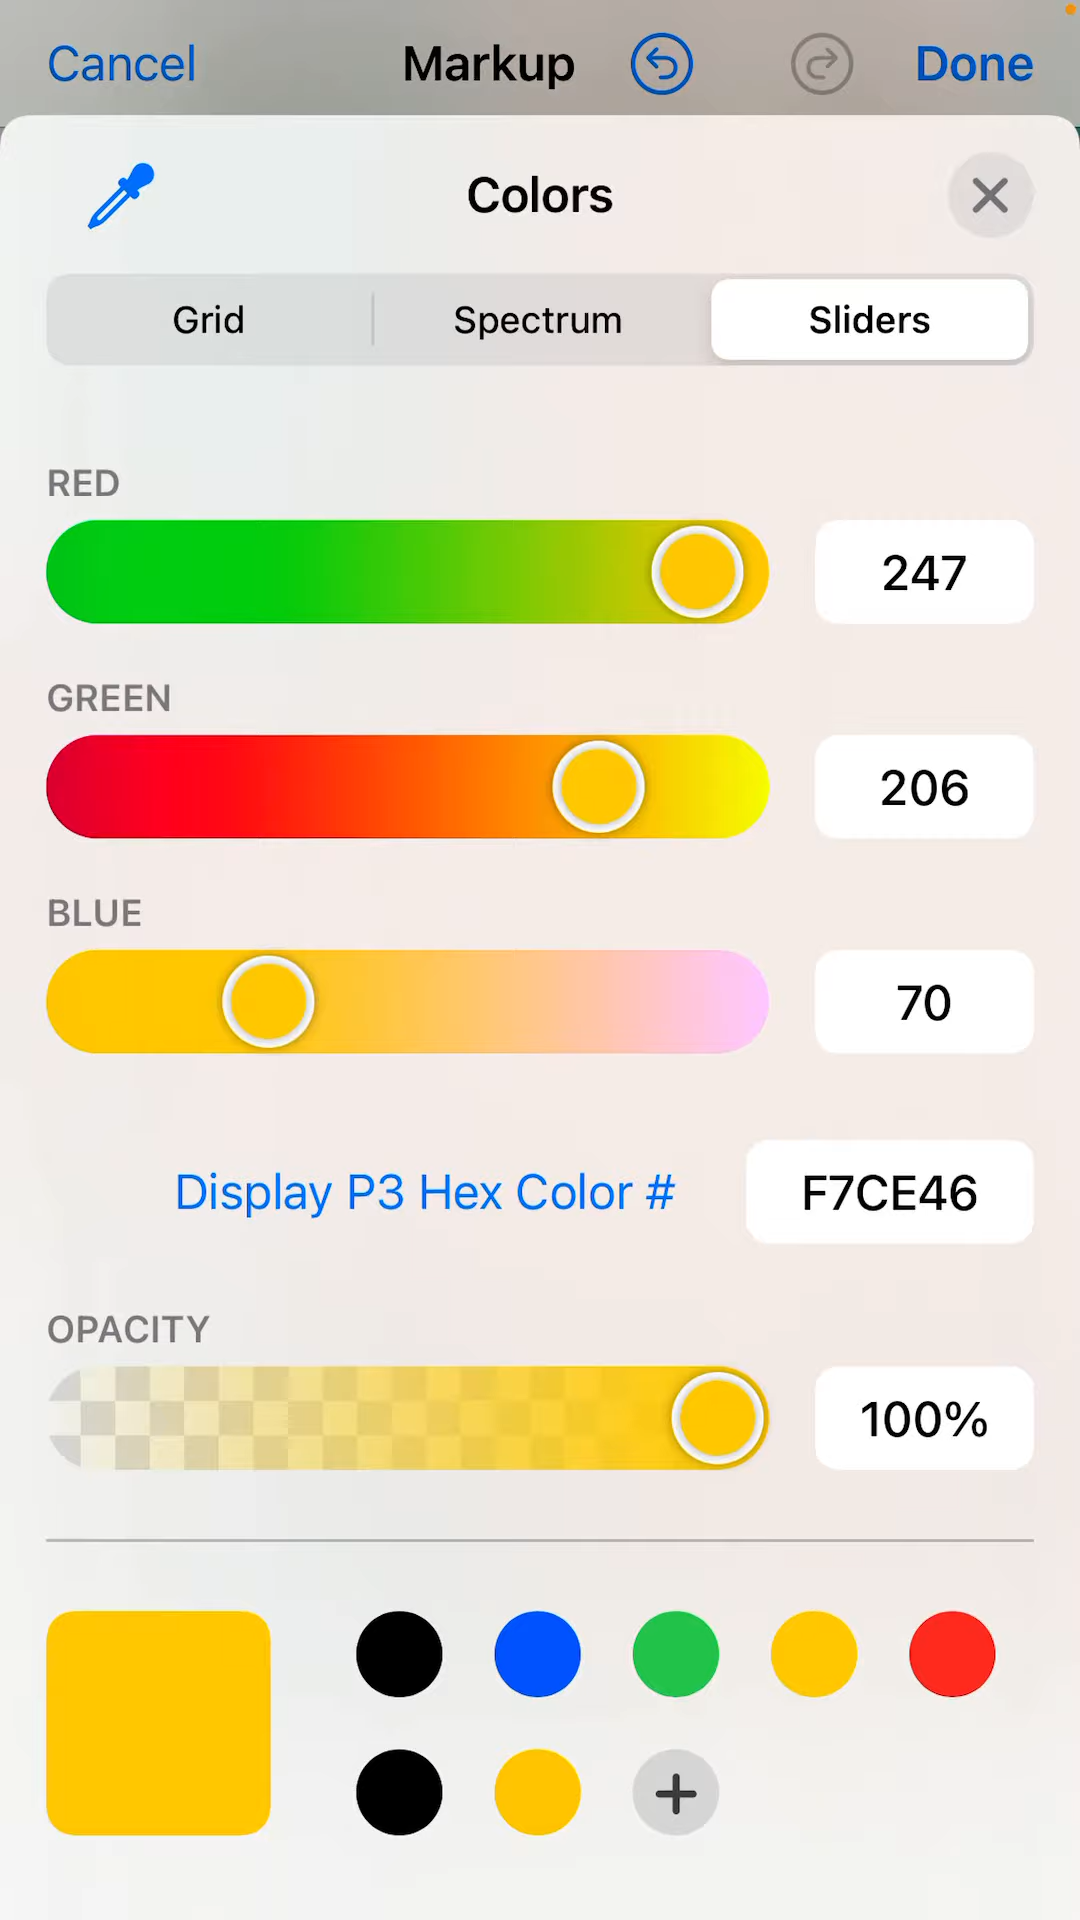 Cancel Markup Done
Colors
Grid Spectrum Sliders
RED
247
GREEN
206
BLUE
70
Display P3 Hex Color # F7CE46
OPACITY
100%